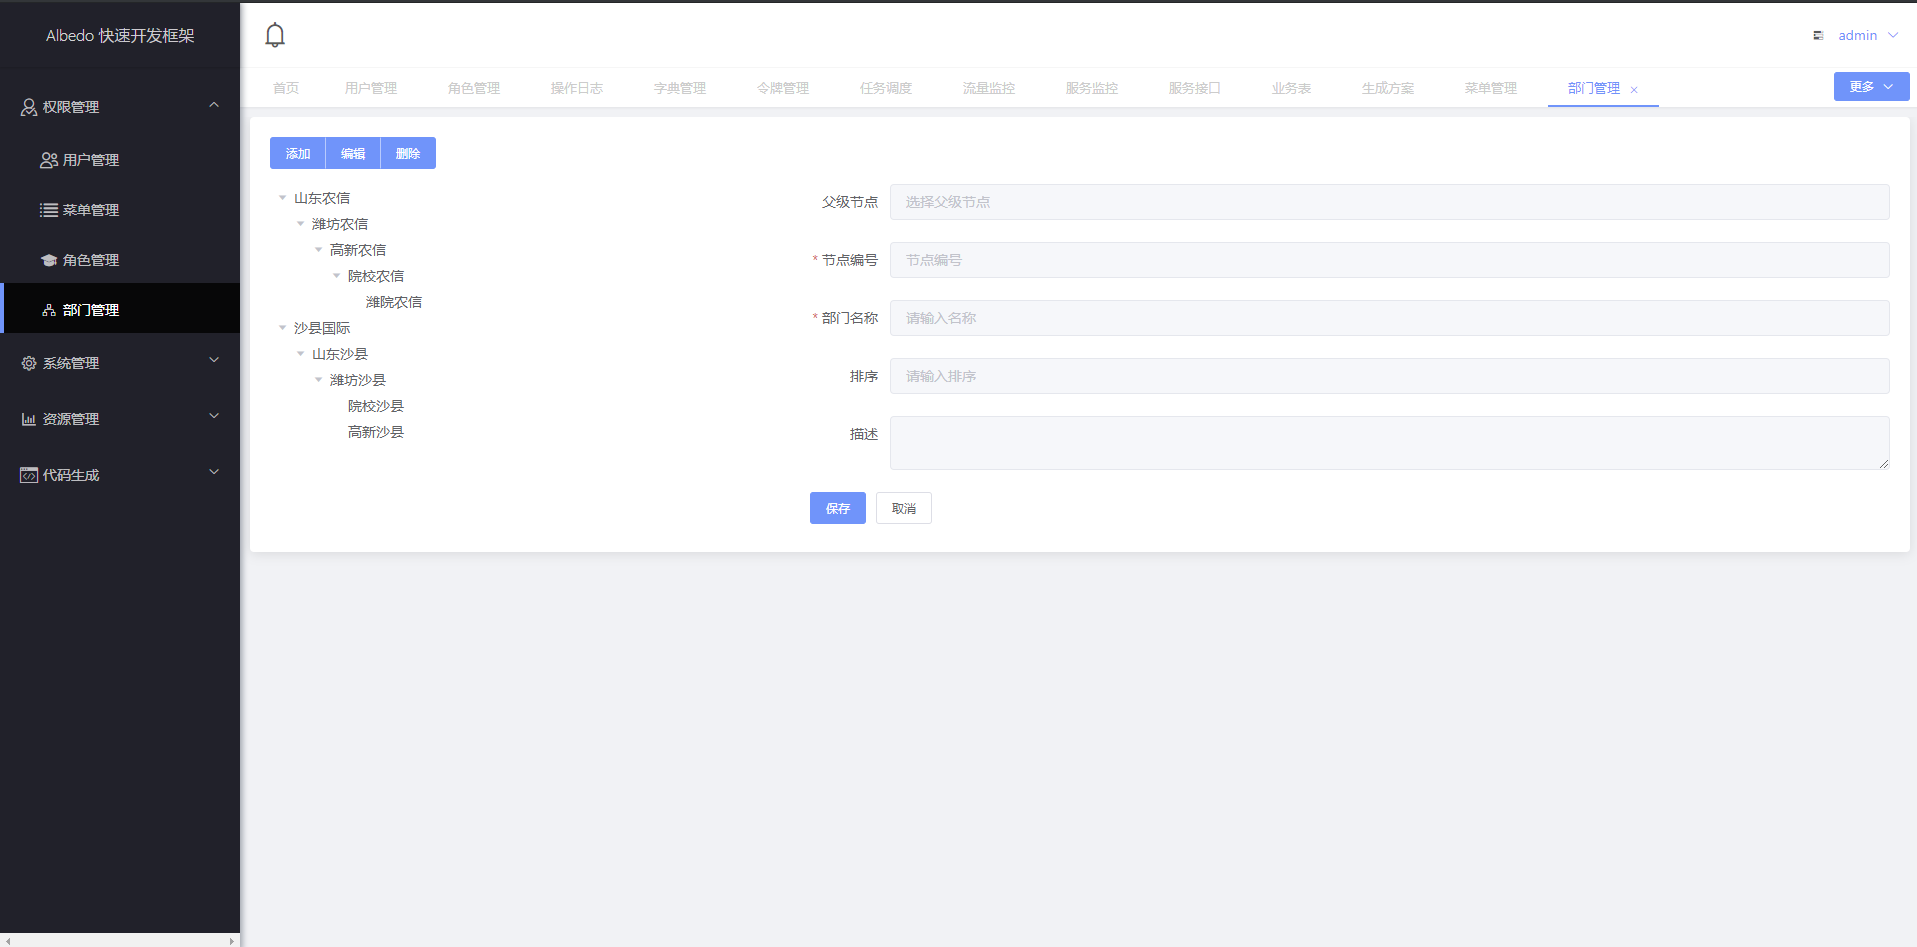 Albedo 快速开发框架
权限管理
用户管理
菜单管理
角色管理
部门管理
系统管理
资源管理
代码生成
admin
首页 用户管理 角色管理 操作日志 字典管理 令牌管理 任务调度 流量监控 服务监控 服务接口 业务表 生成方案 菜单管理 部门管理 × 更多
添加 编辑 删除
山东农信
潍坊农信
高新农信
院校农信
潍院农信
沙县国际
山东沙县
潍坊沙县
院校沙县
高新沙县
父级节点 选择父级节点
* 节点编号 节点编号
* 部门名称 请输入名称
排序 请输入排序
描述
保存 取消